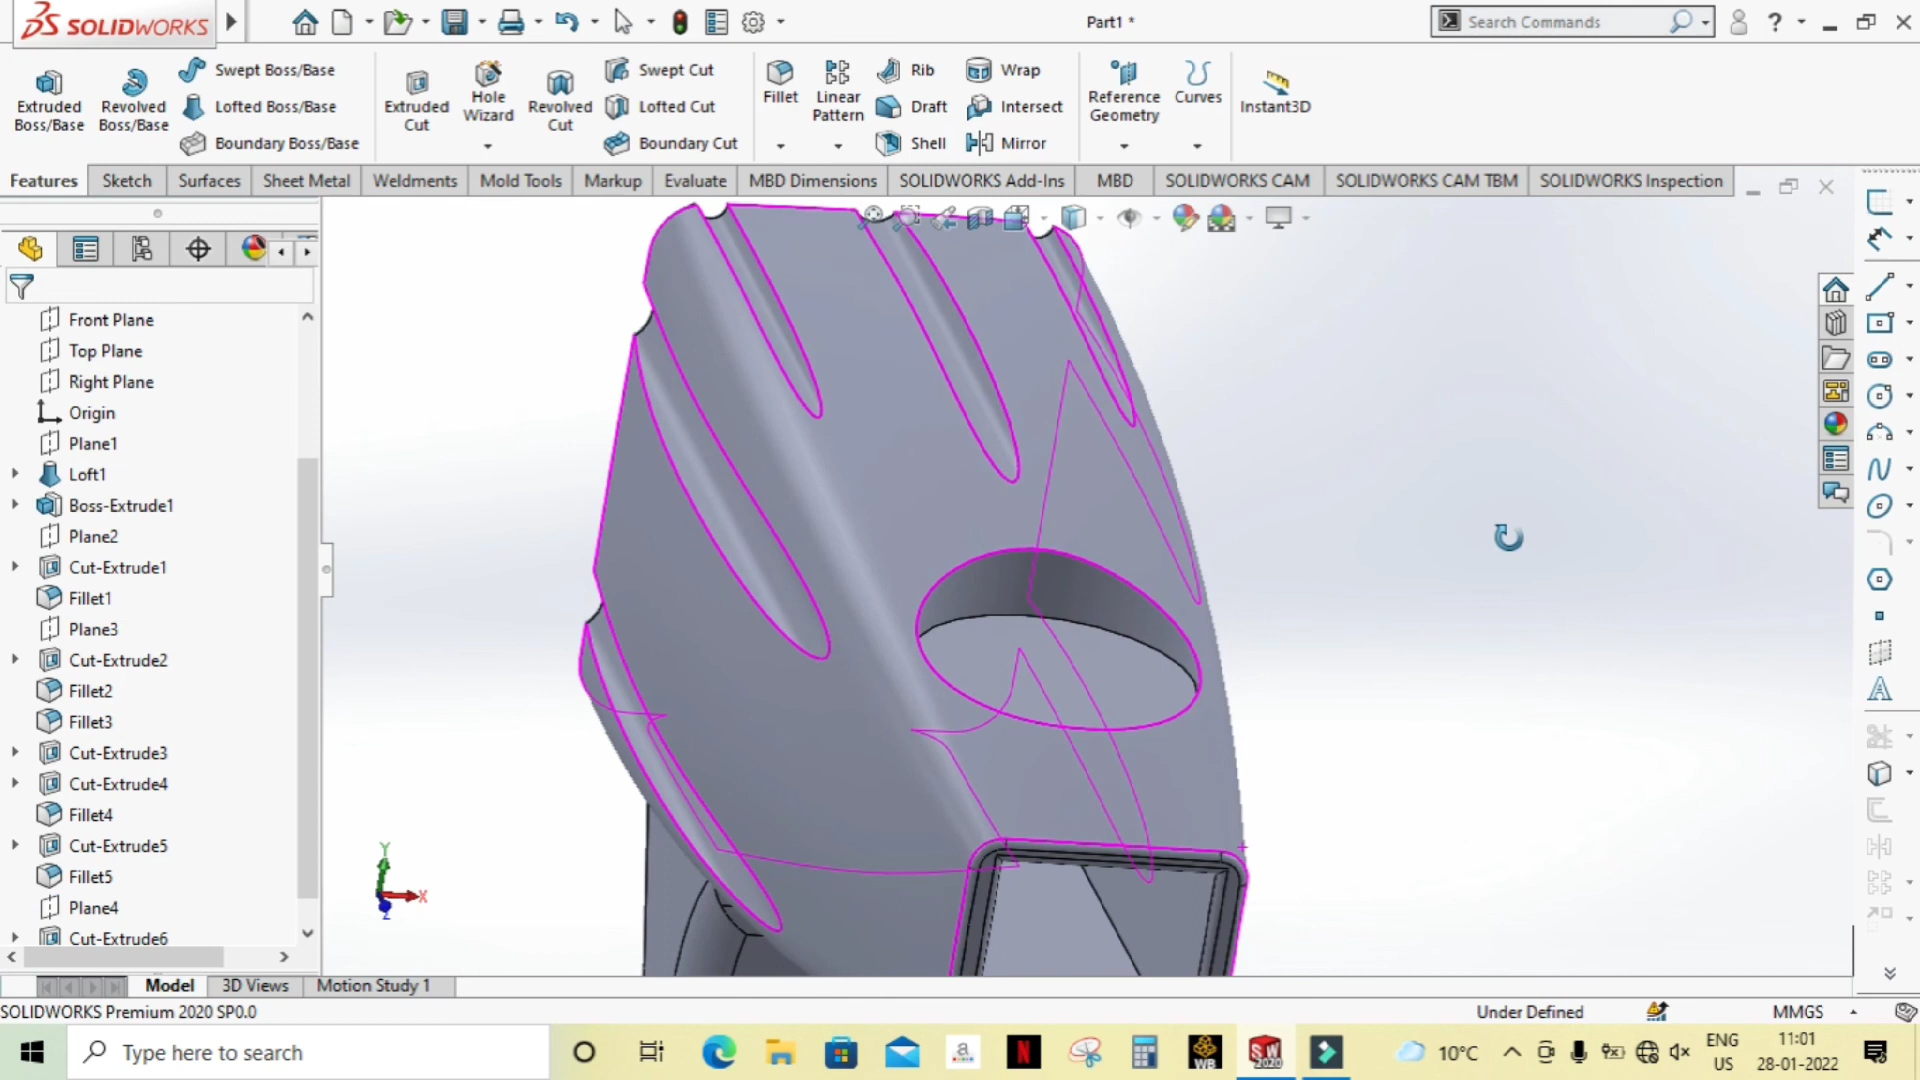 SOLIDWORKS
Part1 *
Search Commands
Extruded Boss/Base
Revolved Boss/Base
Swept Boss/Base
Lofted Boss/Base
Boundary Boss/Base
Extruded Cut
Hole Wizard
Revolved Cut
Swept Cut
Lofted Cut
Boundary Cut
Fillet
Linear Pattern
Rib
Draft
Shell
Wrap
Intersect
Mirror
Reference Geometry
Curves
Instant3D
Features
Sketch
Surfaces
Sheet Metal
Weldments
Mold Tools
Markup
Evaluate
MBD Dimensions
SOLIDWORKS Add-Ins
MBD
SOLIDWORKS CAM
SOLIDWORKS CAM TBM
SOLIDWORKS Inspection
Front Plane
Top Plane
Right Plane
Origin
Plane1
Loft1
Boss-Extrude1
Plane2
Cut-Extrude1
Fillet1
Plane3
Cut-Extrude2
Fillet2
Fillet3
Cut-Extrude3
Cut-Extrude4
Fillet4
Cut-Extrude5
Fillet5
Plane4
Cut-Extrude6
Y
X
Z
Model
3D Views
Motion Study 1
SOLIDWORKS Premium 2020 SP0.0
Under Defined
MMGS
Type here to search
a
N
WB
SW
2020
10°C
ENG
US
11:01
28-01-2022